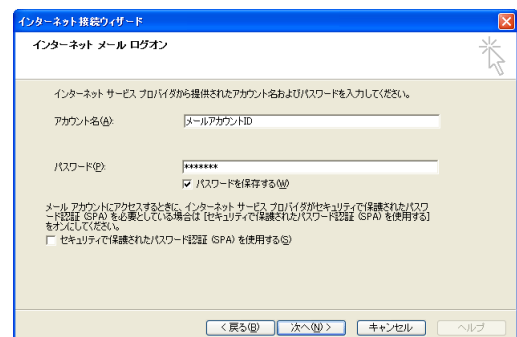 インターネット接続ウィザード
インターネット メール ログオン
インターネット サービス プロバイダから提供されたアカウント名およびパスワードを入力してください。
アカウント名(A):
メールアカウントID
パスワード(P):
*******
パスワードを保存する(W)
メール アカウントにアクセスするときに、インターネット サービス プロバイダがセキュリティで保護されたパスワ
ード認証 (SPA) を必要としている場合は [セキュリティで保護されたパスワード認証 (SPA) を使用する]
をオンにしてください。
セキュリティで保護されたパスワード認証 (SPA) を使用する(S)
< 戻る(B)
次へ(N) >
キャンセル
ヘルプ